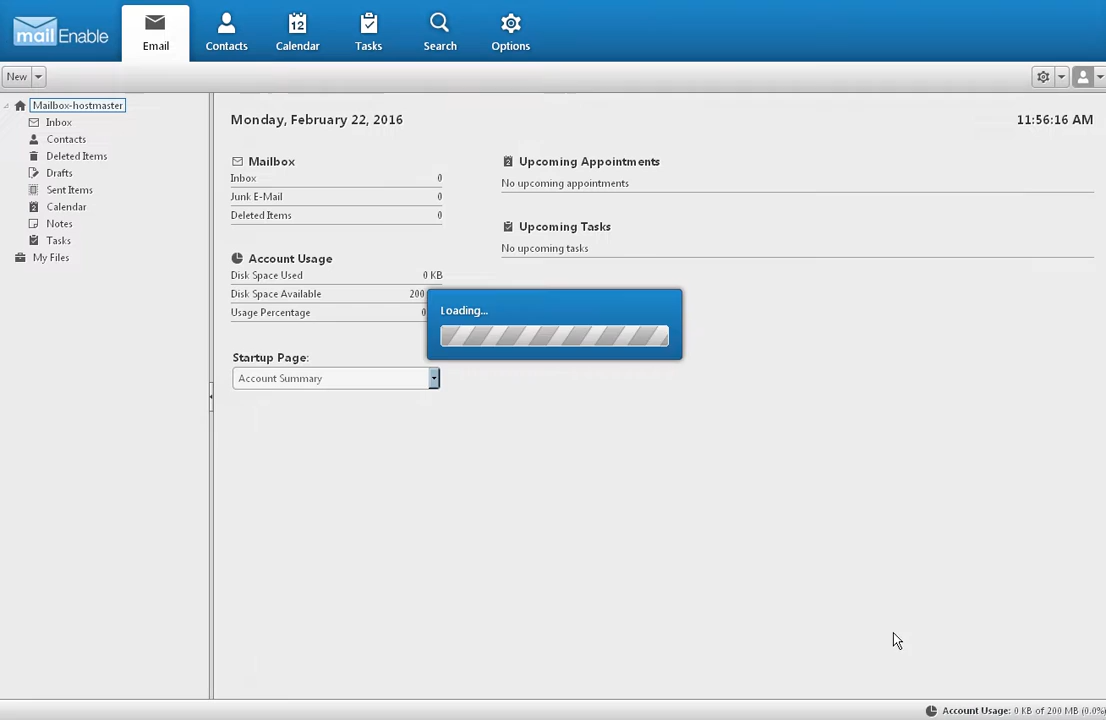 mailEnable
Email
Contacts
12
Calendar
Tasks
Search
Options
New
Mailbox-hostmaster
Inbox
Contacts
Deleted Items
Drafts
Sent Items
Calendar
Notes
Tasks
My Files
Monday, February 22, 2016
11:56:16 AM
Mailbox
Inbox 0
Junk E-Mail 0
Deleted Items 0
Account Usage
Disk Space Used 0 KB
Disk Space Available 200
Usage Percentage 0
Startup Page:
Account Summary
Upcoming Appointments
No upcoming appointments
Upcoming Tasks
No upcoming tasks
Loading...
Account Usage: 0 KB of 200 MB (0.0%)